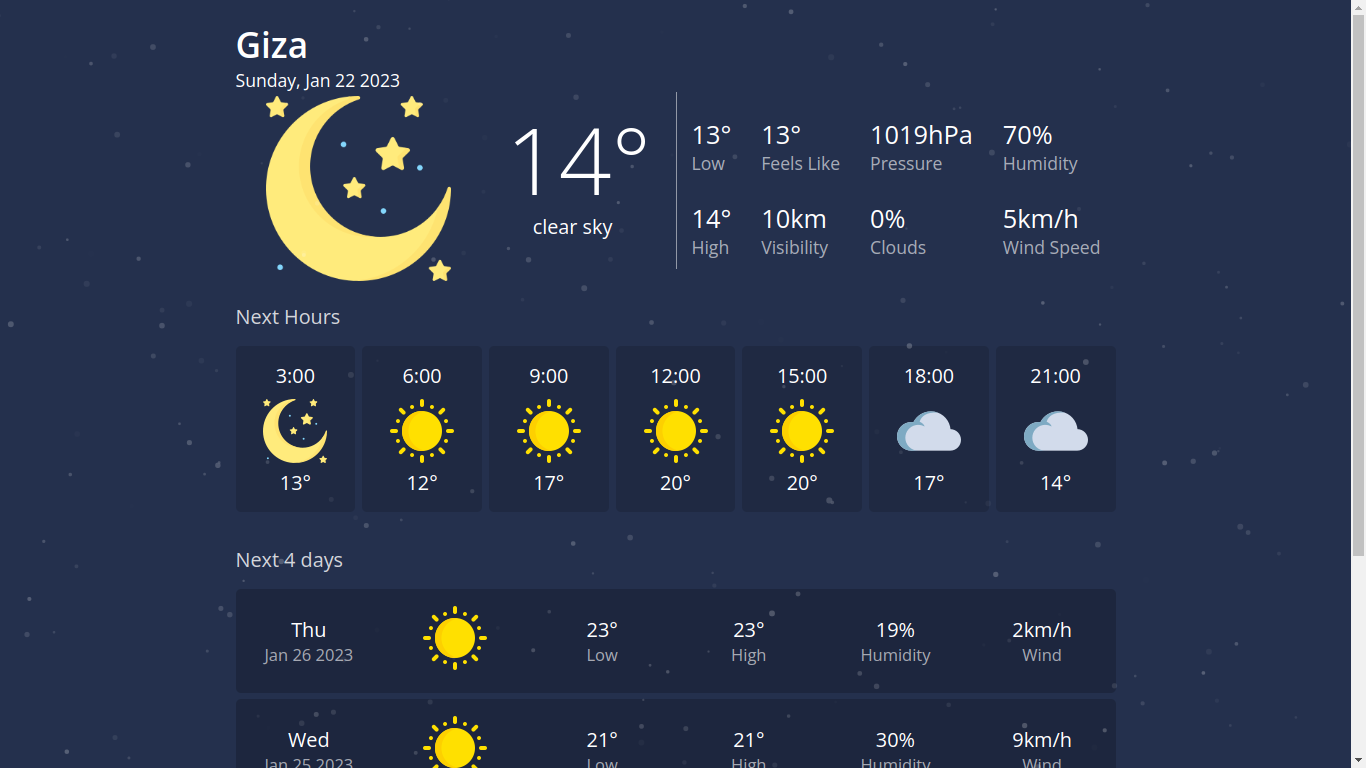 Giza
Sunday, Jan 22 2023
14°
clear sky
13° 13° 1019hPa 70%
Low Feels Like Pressure Humidity
14° 10km 0% 5km/h
High Visibility Clouds Wind Speed
Next Hours
3:00 6:00 9:00 12:00 15:00 18:00 21:00
13° 12° 17° 20° 20° 17° 14°
Next 4 days
Thu 23° 23° 19% 2km/h
Jan 26 2023 Low High Humidity Wind
Wed 21° 21° 30% 9km/h
Jan 25 2023 Low High Humidity Wind